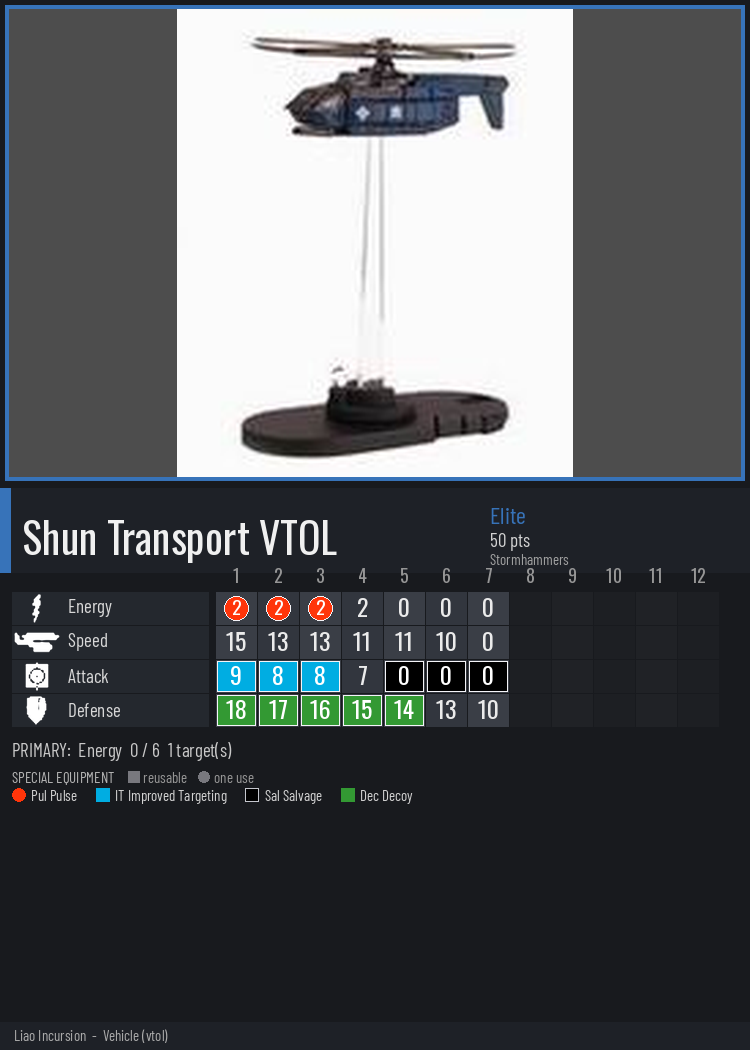 Shun Transport VTOL
Elite
50 pts
Stormhammers
1 2 3 4 5 6 7 8 9 10 11 12
Energy 2 2 2 2 0 0 0
Speed 15 13 13 11 11 10 0
Attack 9 8 8 7 0 0 0
Defense 18 17 16 15 14 13 10
PRIMARY: Energy 0 / 6 1 target(s)
SPECIAL EQUIPMENT reusable one use
Pul Pulse IT Improved Targeting Sal Salvage Dec Decoy
Liao Incursion - Vehicle (vtol)